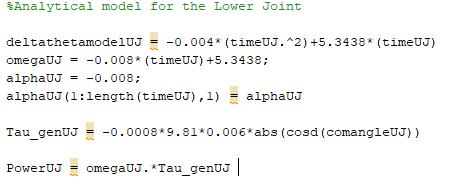 %Analytical model for the Lower Joint
deltathetamodelUJ = -0.004*(timeUJ.^2)+5.3438*(timeUJ)
omegaUJ = -0.008*(timeUJ)+5.3438;
alphaUJ = -0.008;
alphaUJ(1:length(timeUJ),1) = alphaUJ
Tau_genUJ = -0.0008*9.81*0.006*abs(cosd(comangleUJ))
PowerUJ = omegaUJ.*Tau_genUJ